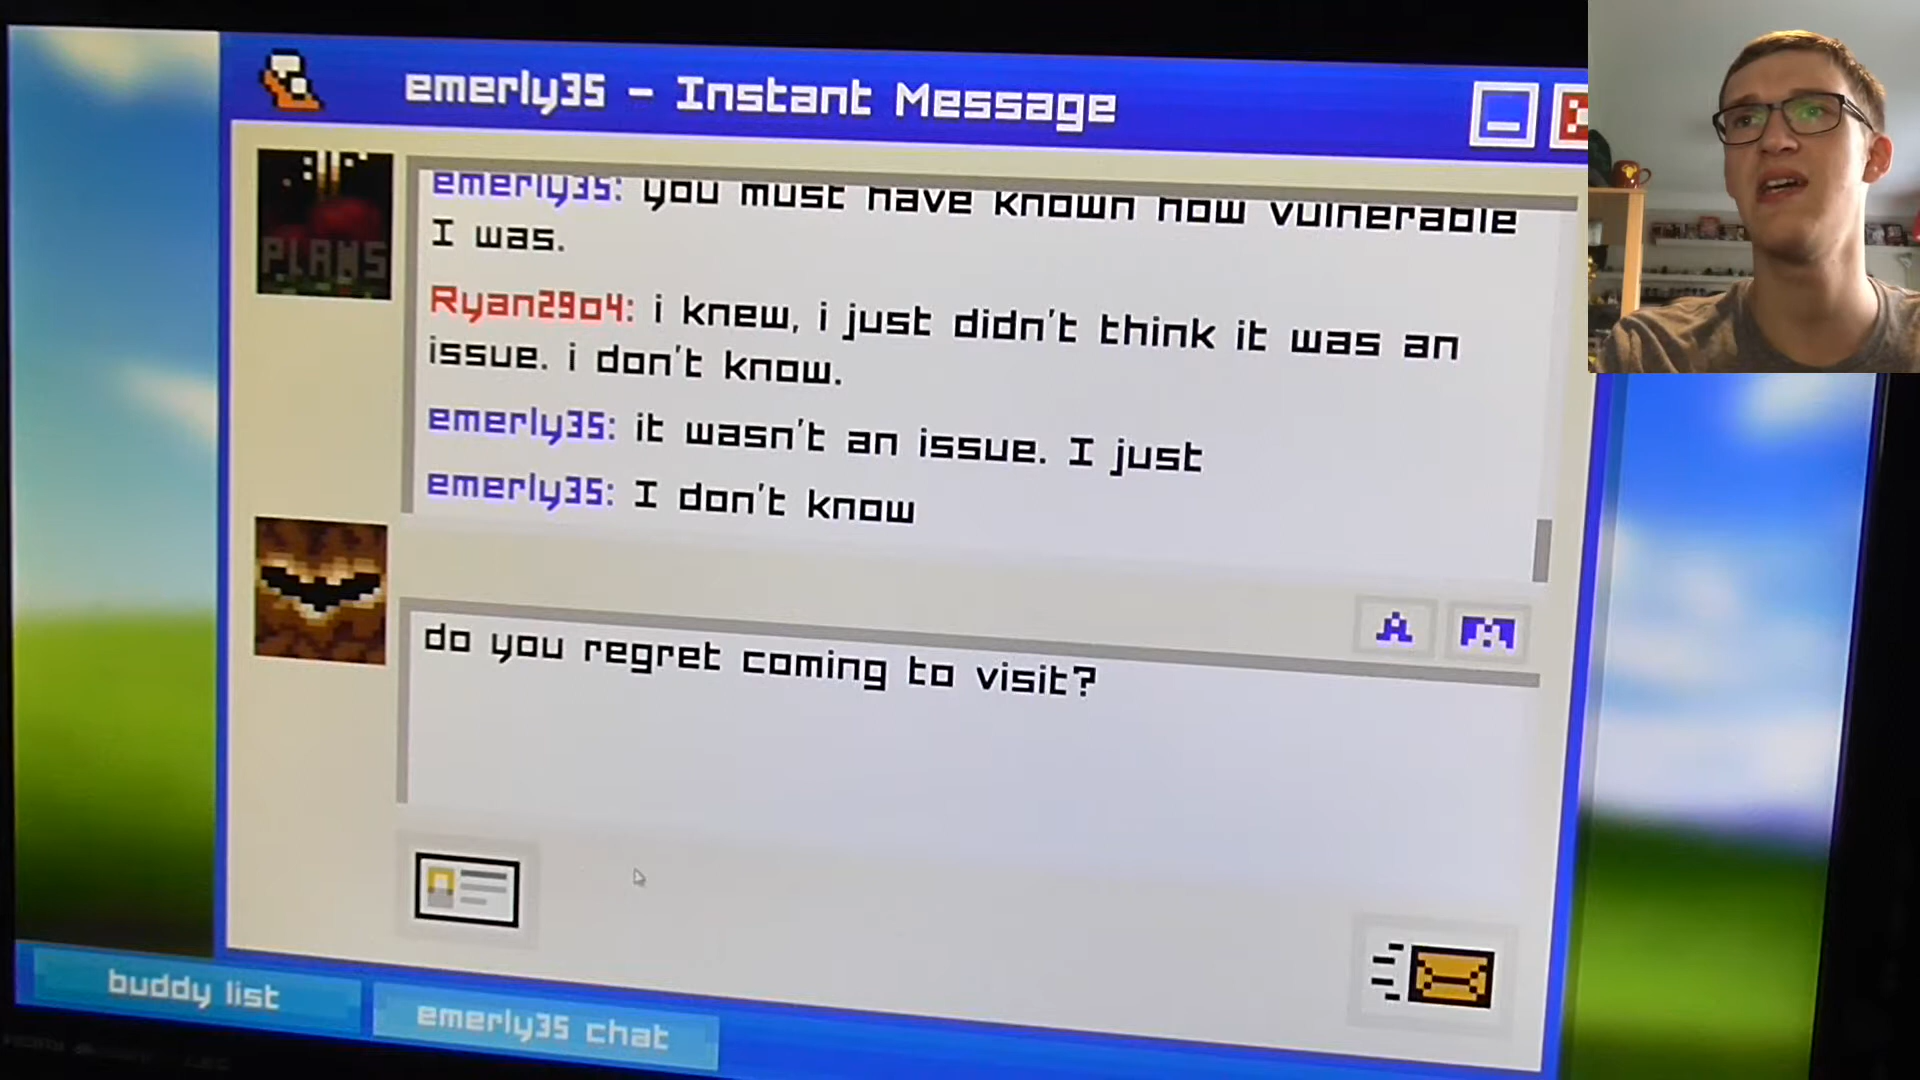 emerly35 - Instant Message
PLANS
emerly35: you must have known how vulnerable
I was.
Ryan29o4: i knew, i just didn't think it was an
issue. i don't know.
emerly35: it wasn't an issue. I just
emerly35: I don't know
A M
do you regret coming to visit?
buddy list
emerly35 chat